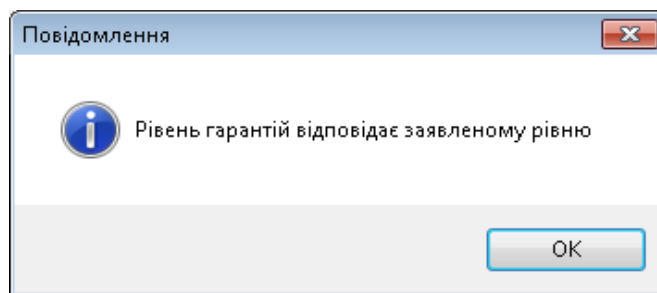 Повідомлення
Рівень гарантій відповідає заявленому рівню
OK